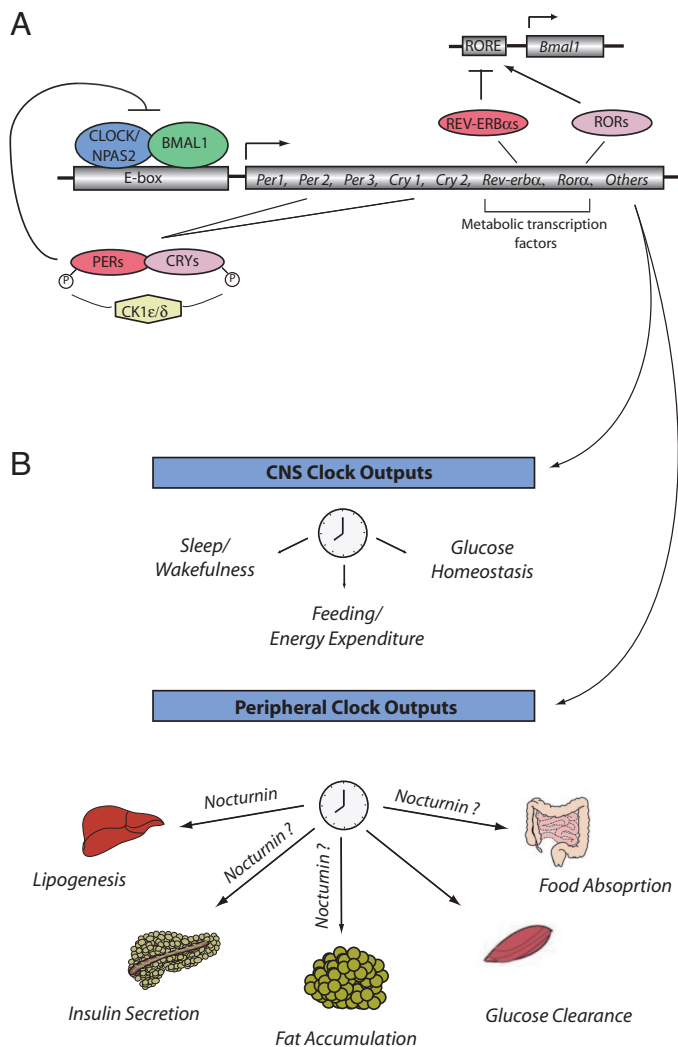 A
RORE
Bmal1
REV-ERBαs
RORs
CLOCK/
NPAS2
BMAL1
E-box
Per1, Per 2, Per 3, Cry 1, Cry 2, Rev-erbα, Rorα, Others
Metabolic transcription
factors
PERs
CRYs
P
P
CK1ε/δ
B
CNS Clock Outputs
Sleep/
Wakefulness
Glucose
Homeostasis
Feeding/
Energy Expenditure
Peripheral Clock Outputs
Nocturnin
Nocturnin ?
Nocturnin ?
Nocturnin ?
Lipogenesis
Food Absoprtion
Insulin Secretion
Fat Accumulation
Glucose Clearance